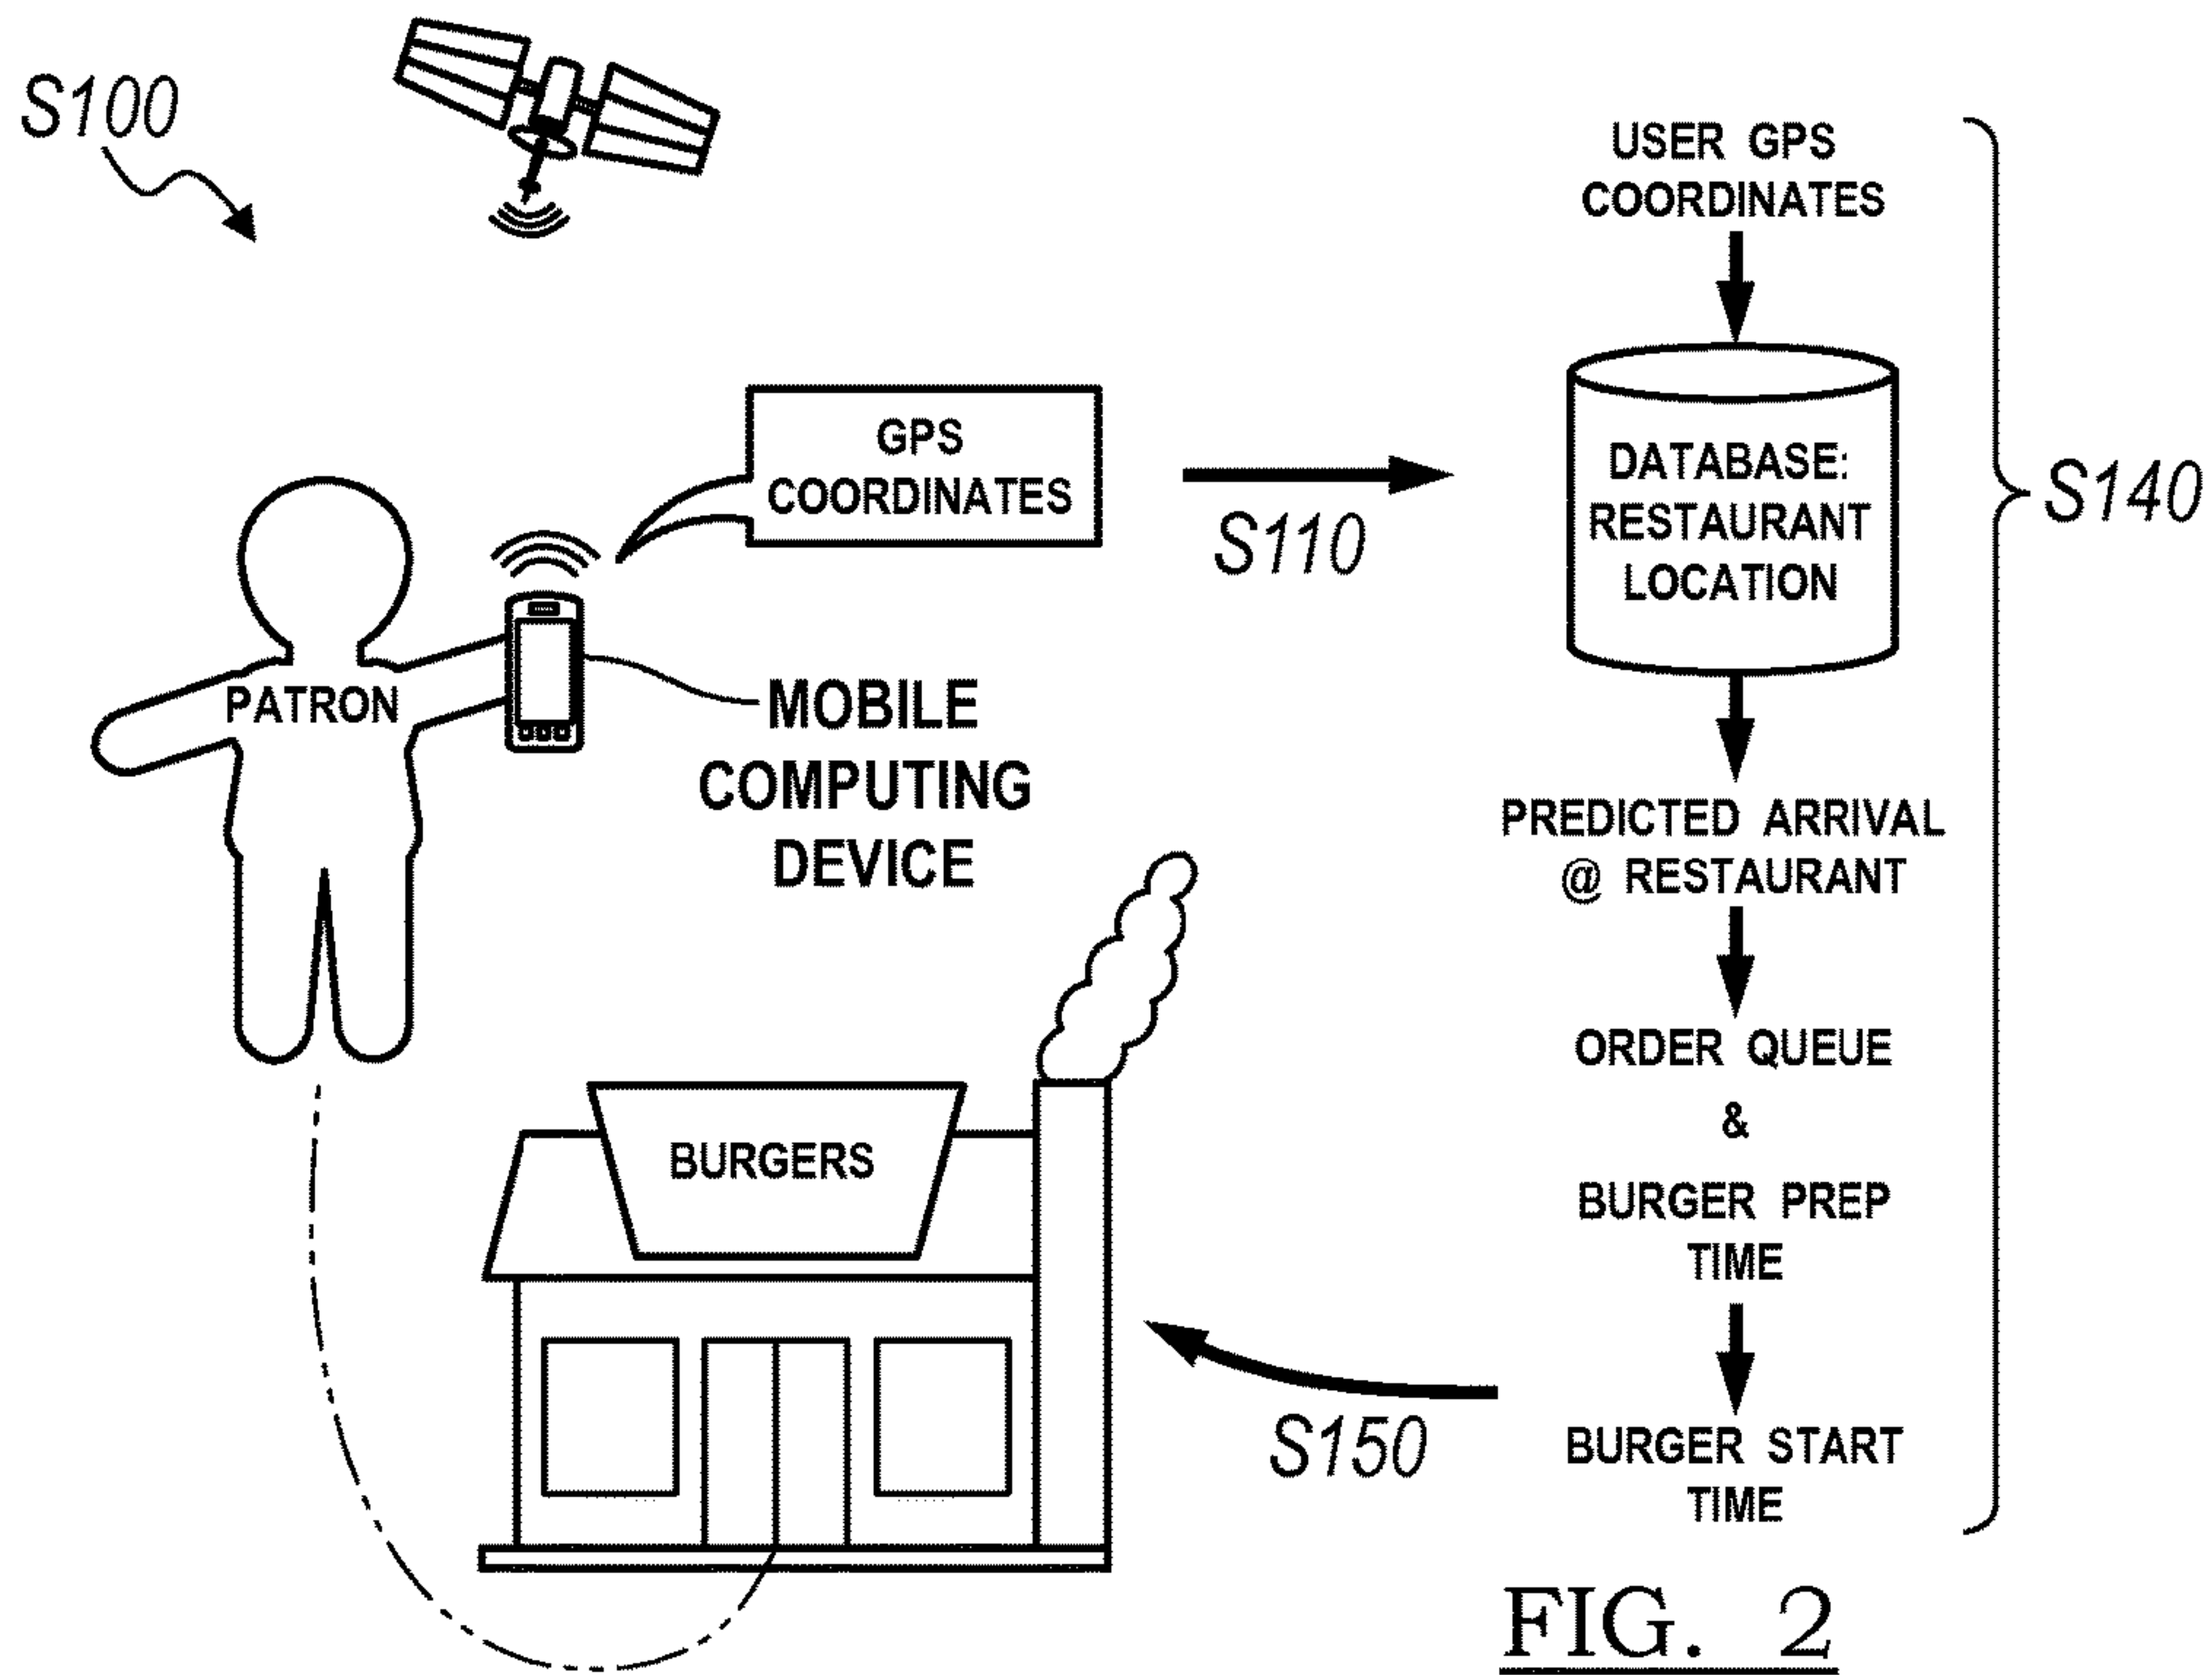 S100
USER GPS
COORDINATES
GPS
COORDINATES
S110
DATABASE:
RESTAURANT
LOCATION
S140
PATRON
MOBILE
COMPUTING
DEVICE
PREDICTED ARRIVAL
@ RESTAURANT
ORDER QUEUE
&
BURGER PREP
TIME
BURGERS
S150
BURGER START
TIME
FIG. 2